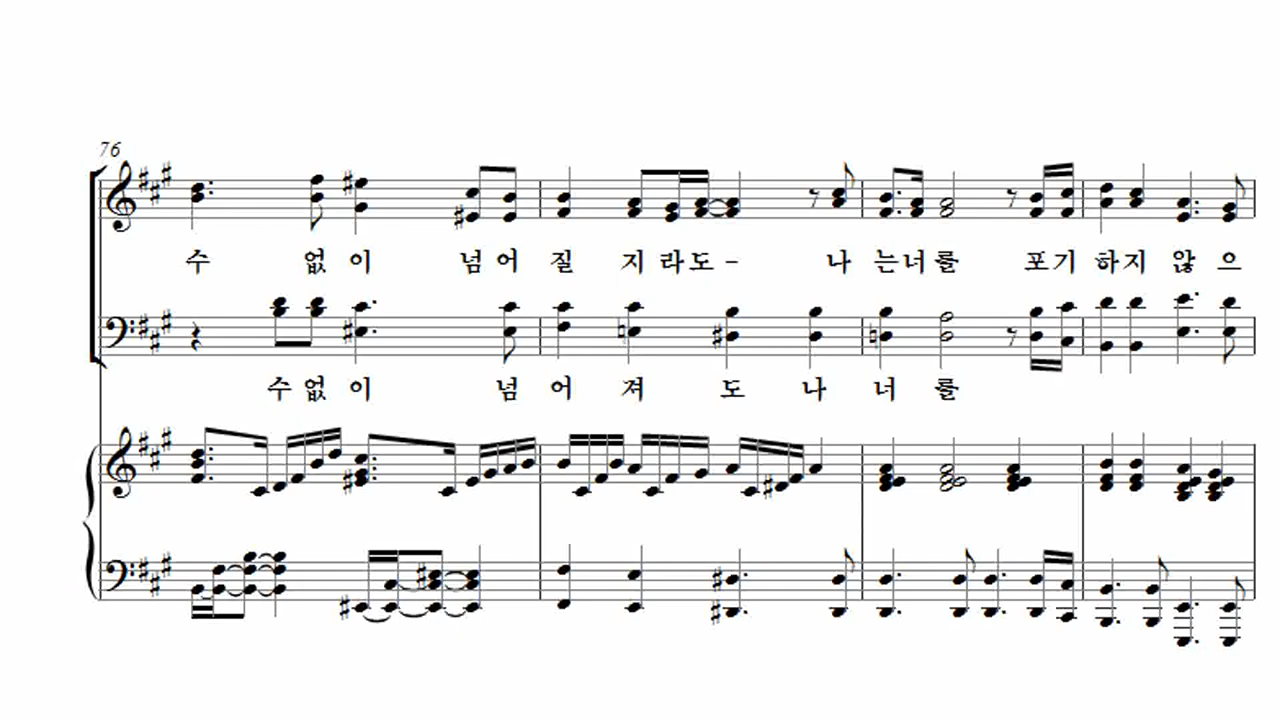 76
수 없이 넘어 질 지라도- 나 는너를 포기 하지 않 으
수없이 넘 어 져 도 나 너 를